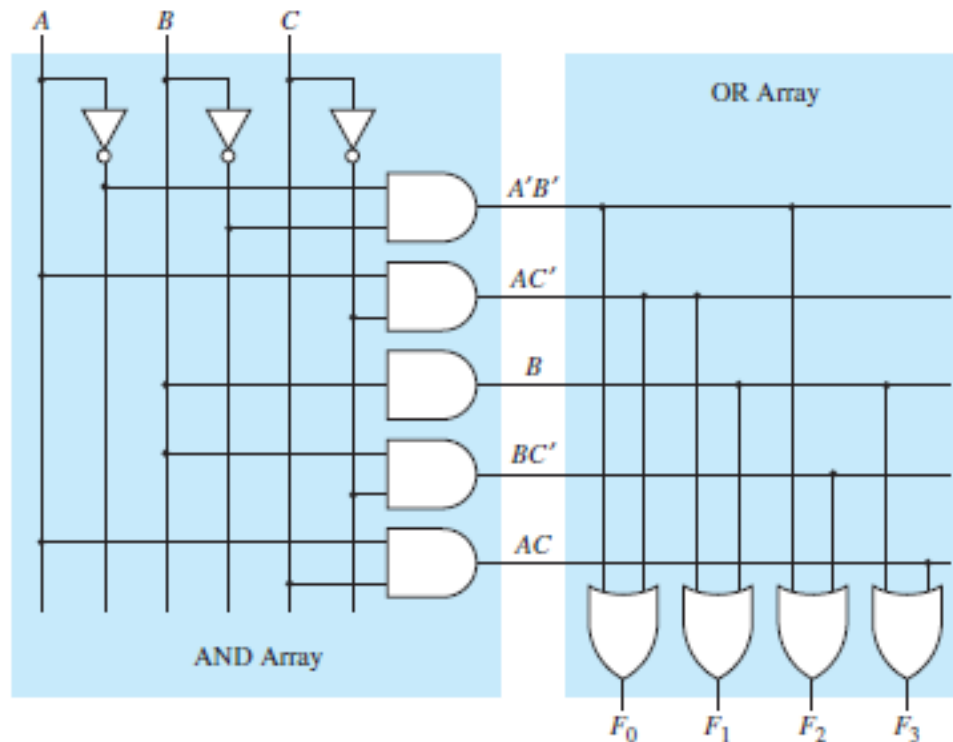 A B C
OR Array
A′B′
AC′
B
BC′
AC
AND Array
F₀ F₁ F₂ F₃